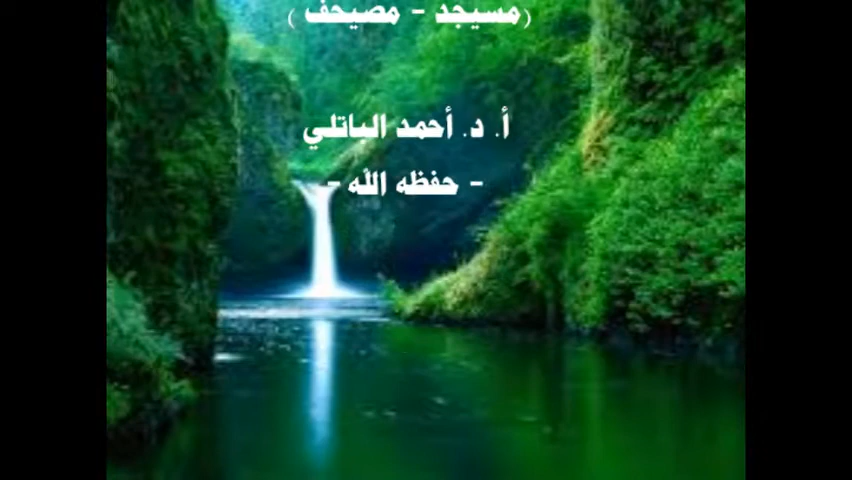 (مسيجد - مصيحف )
أ. د. أحمد الباتلي
- حفظه الله -